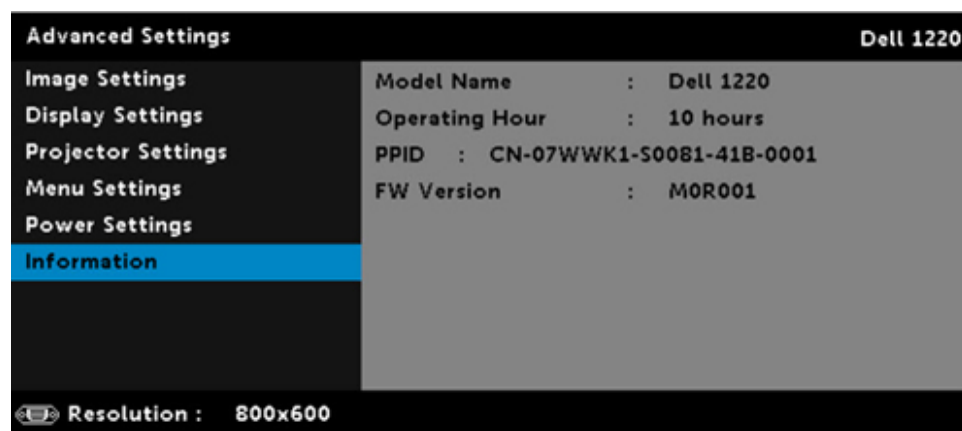 Advanced Settings Dell 1220
Image Settings
Display Settings
Projector Settings
Menu Settings
Power Settings
Information
Model Name : Dell 1220
Operating Hour : 10 hours
PPID : CN-07WWK1-S0081-41B-0001
FW Version : M0R001
Resolution : 800x600